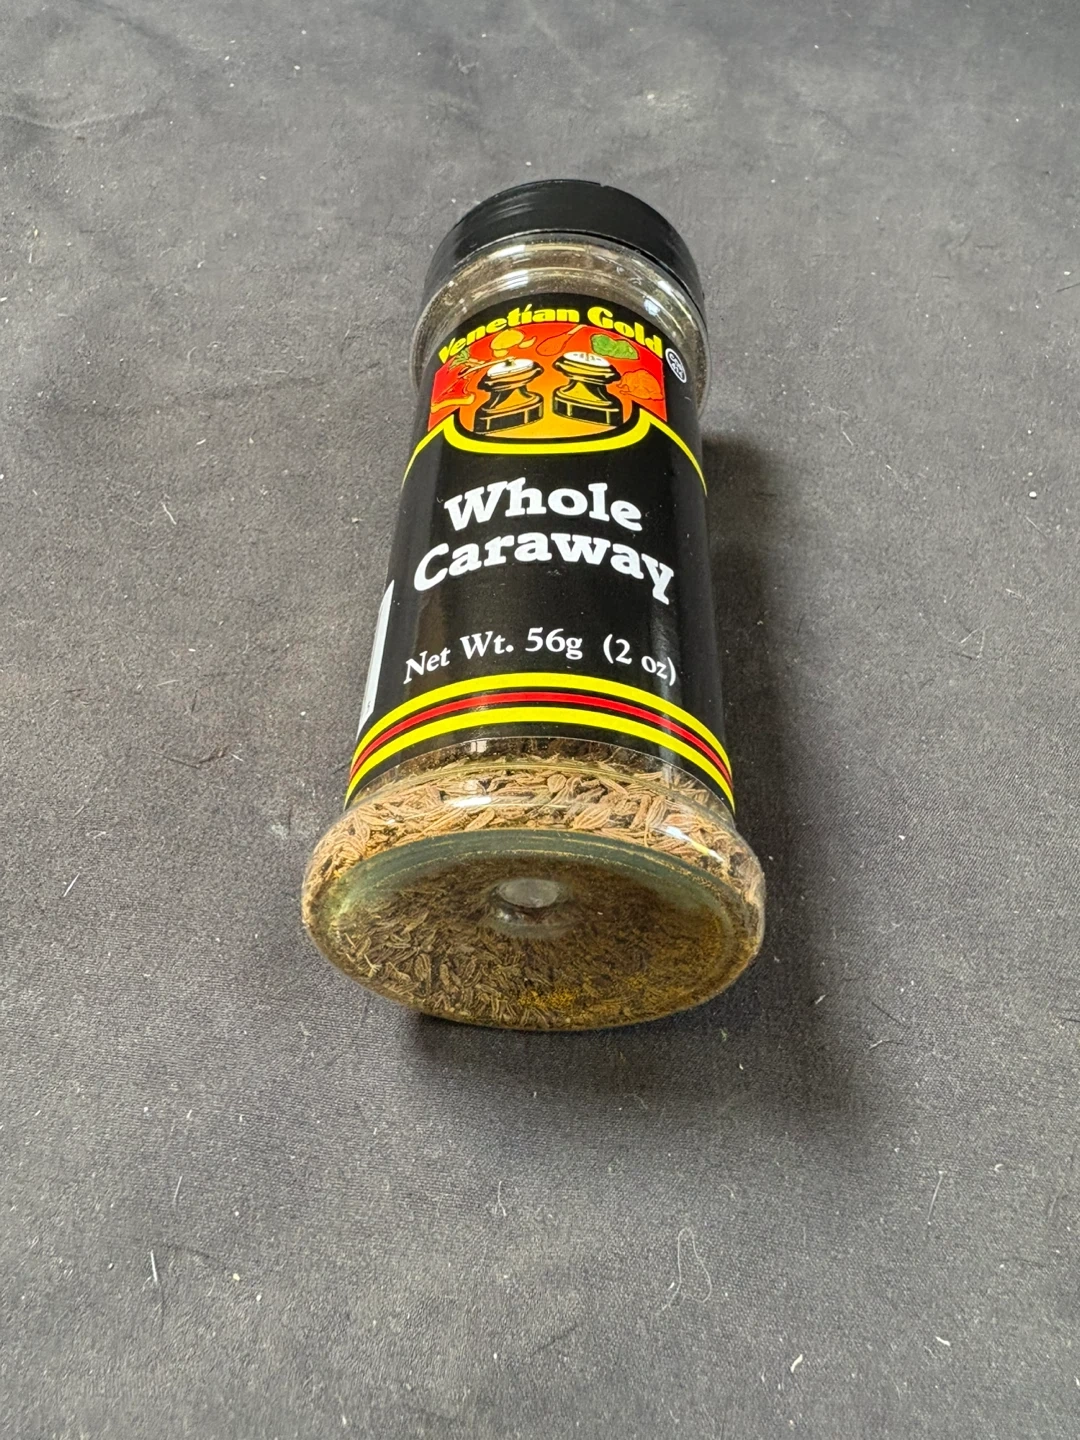 Venetian Gold
Whole
Caraway
Net Wt. 56g (2 oz)